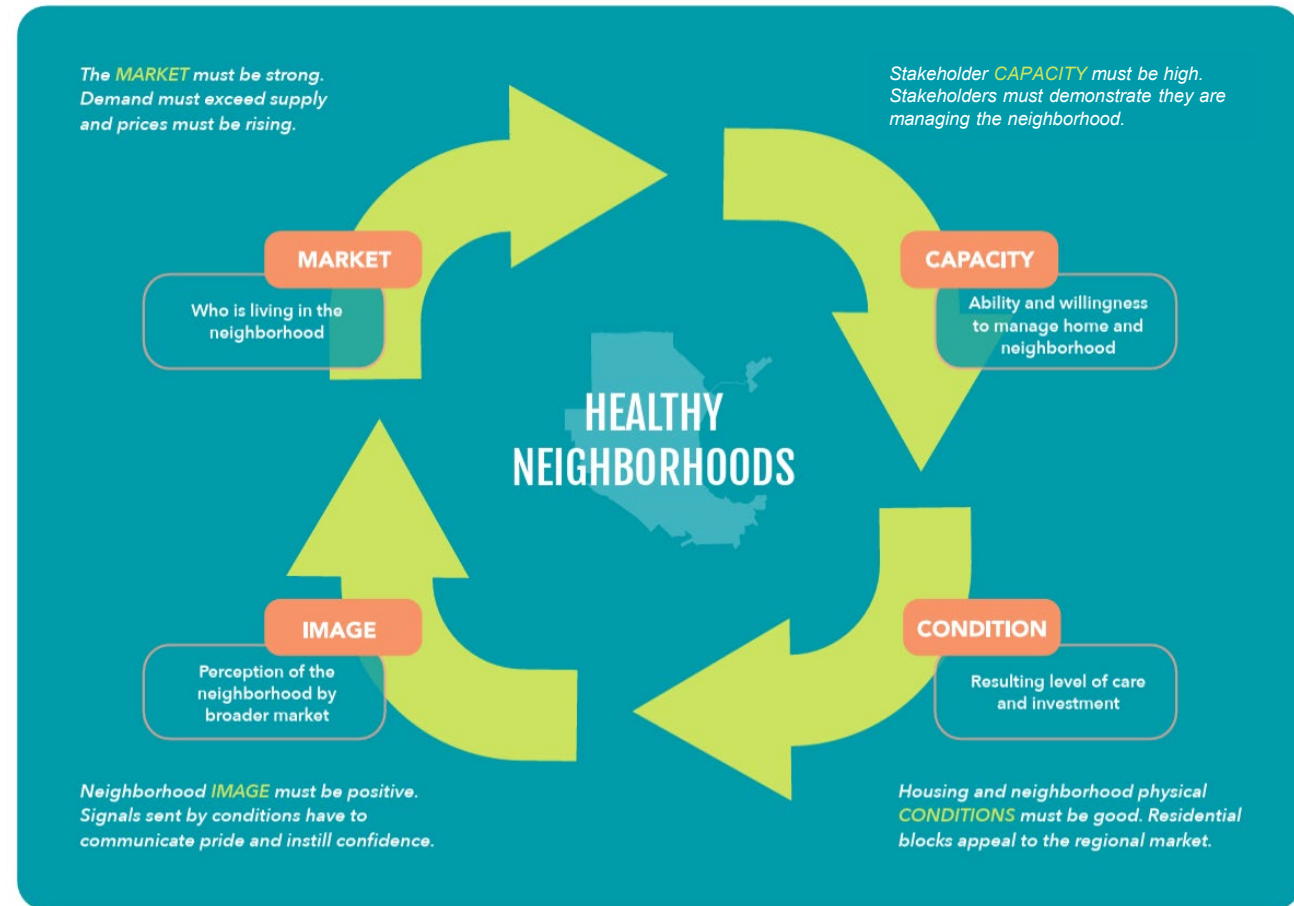 The MARKET must be strong.
Demand must exceed supply
and prices must be rising.
Stakeholder CAPACITY must be high.
Stakeholders must demonstrate they are
managing the neighborhood.
MARKET
Who is living in the
neighborhood
CAPACITY
Ability and willingness
to manage home and
neighborhood
HEALTHY
NEIGHBORHOODS
IMAGE
Perception of the
neighborhood by
broader market
CONDITION
Resulting level of care
and investment
Neighborhood IMAGE must be positive.
Signals sent by conditions have to
communicate pride and instill confidence.
Housing and neighborhood physical
CONDITIONS must be good. Residential
blocks appeal to the regional market.